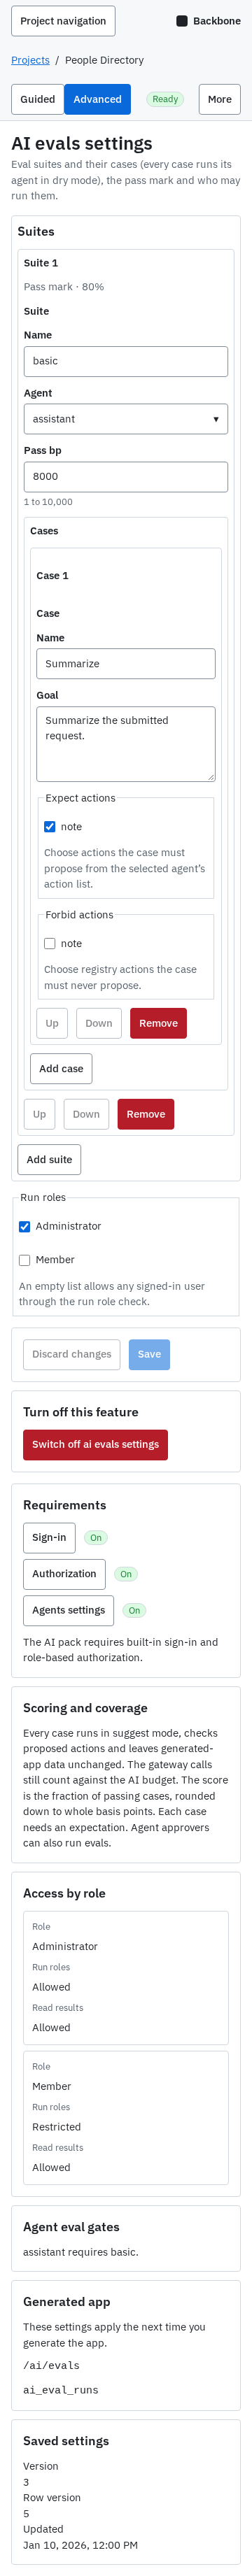 Project navigation
Backbone
Projects / People Directory
Guided
Advanced
Ready
More
AI evals settings
Eval suites and their cases (every case runs its
agent in dry mode), the pass mark and who may
run them.
Suites
Suite 1
Pass mark · 80%
Suite
Name
basic
Agent
assistant
Pass bp
8000
1 to 10,000
Cases
Case 1
Case
Name
Summarize
Goal
Summarize the submitted
request.
Expect actions
note
Choose actions the case must
propose from the selected agent's
action list.
Forbid actions
note
Choose registry actions the case
must never propose.
Up
Down
Remove
Add case
Up
Down
Remove
Add suite
Run roles
Administrator
Member
An empty list allows any signed-in user
through the run role check.
Discard changes
Save
Turn off this feature
Switch off ai evals settings
Requirements
Sign-in
On
Authorization
On
Agents settings
On
The AI pack requires built-in sign-in and
role-based authorization.
Scoring and coverage
Every case runs in suggest mode, checks
proposed actions and leaves generated-
app data unchanged. The gateway calls
still count against the AI budget. The score
is the fraction of passing cases, rounded
down to whole basis points. Each case
needs an expectation. Agent approvers
can also run evals.
Access by role
Role
Administrator
Run roles
Allowed
Read results
Allowed
Role
Member
Run roles
Restricted
Read results
Allowed
Agent eval gates
assistant requires basic.
Generated app
These settings apply the next time you
generate the app.
/ai/evals
ai_eval_runs
Saved settings
Version
3
Row version
5
Updated
Jan 10, 2026, 12:00 PM